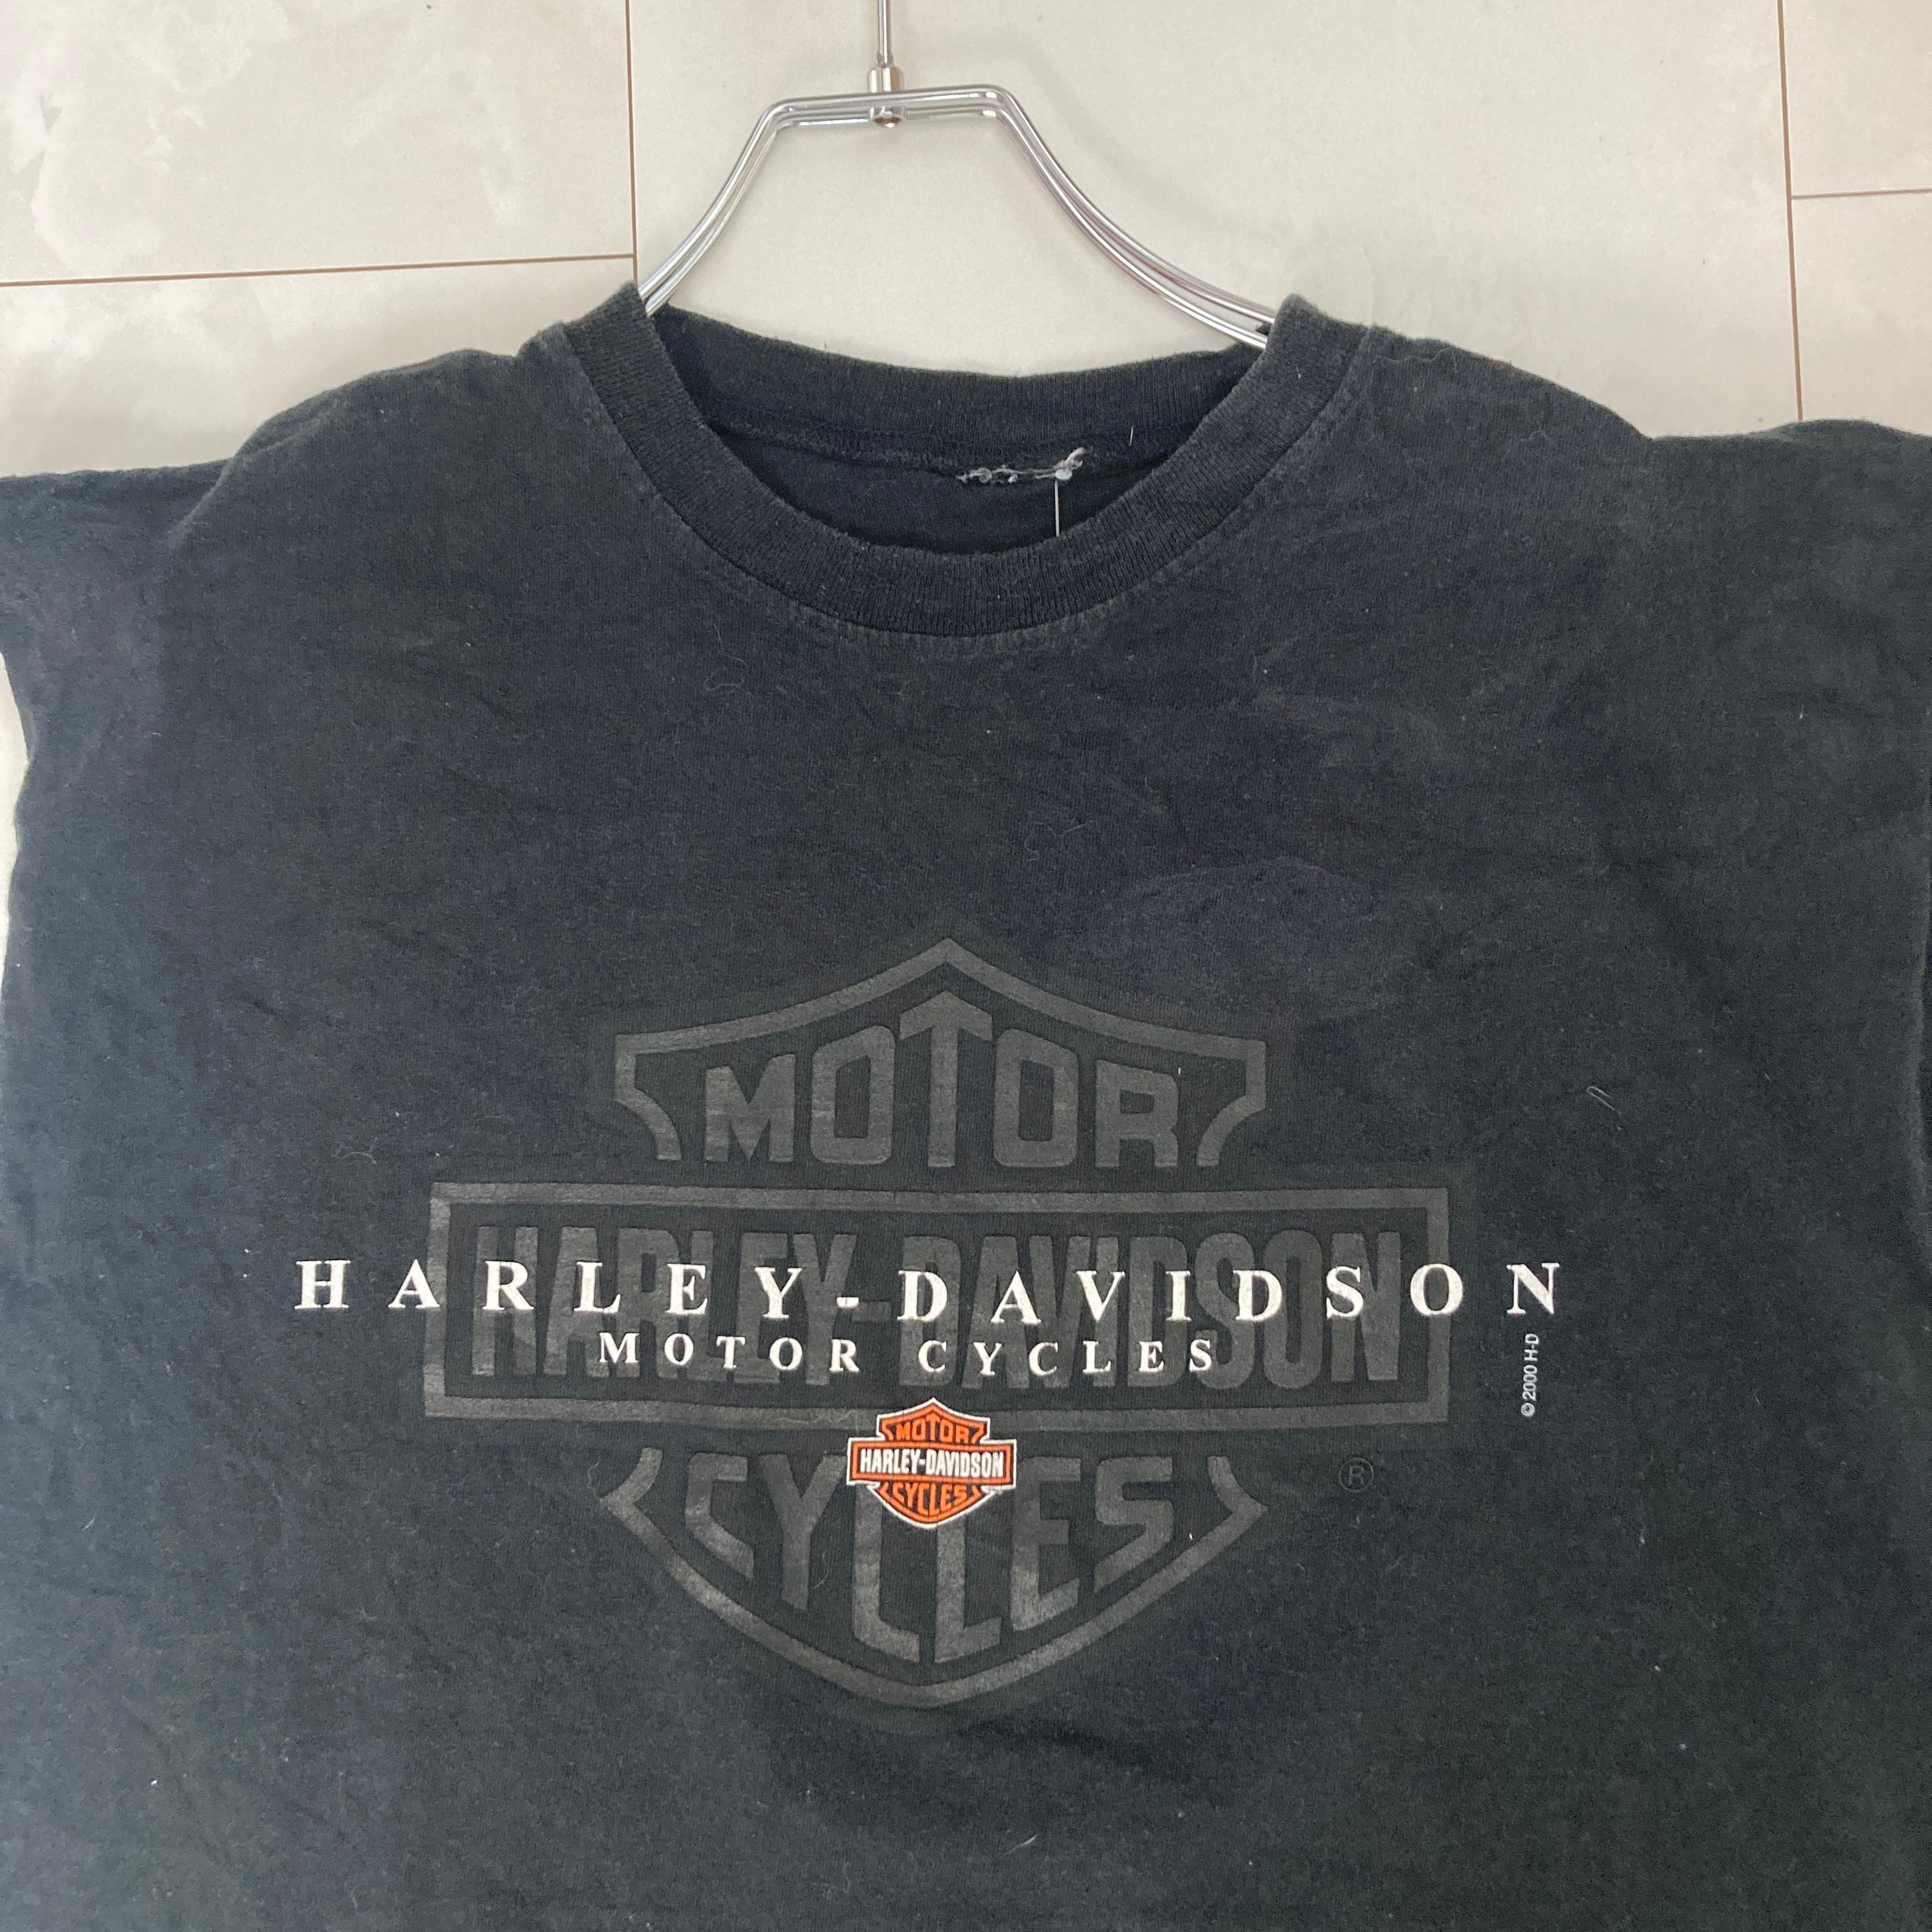 MOTOR
HARLEY-DAVIDSON
HARLEY-DAVIDSON
MOTOR CYCLES
© 2000 H-D
MOTOR
HARLEY-DAVIDSON
CYCLES
CYCLES
®